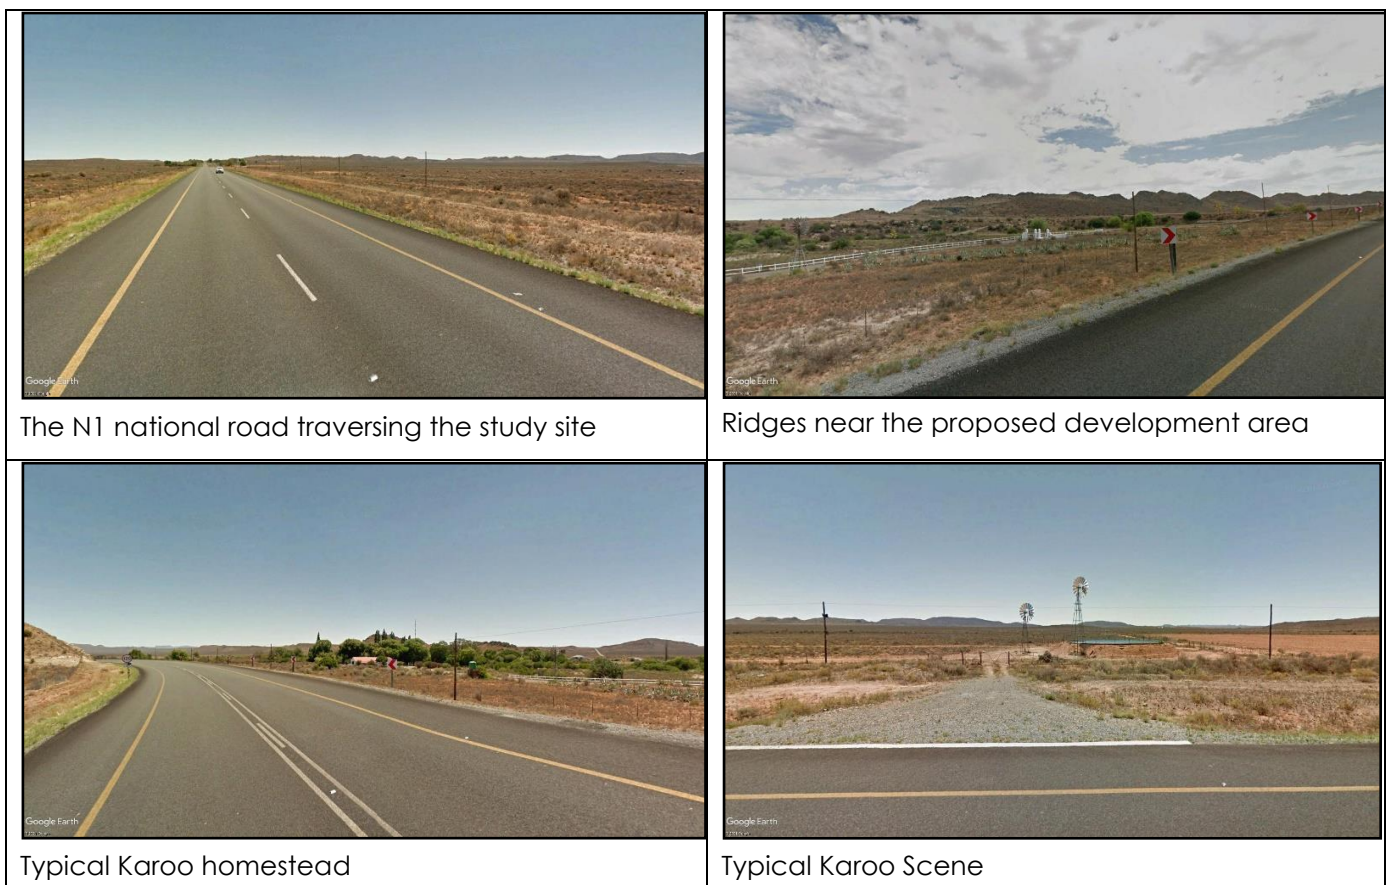 Google Earth
Google Earth
The N1 national road traversing the study site
Ridges near the proposed development area
Google Earth
Google Earth
Typical Karoo homestead
Typical Karoo Scene